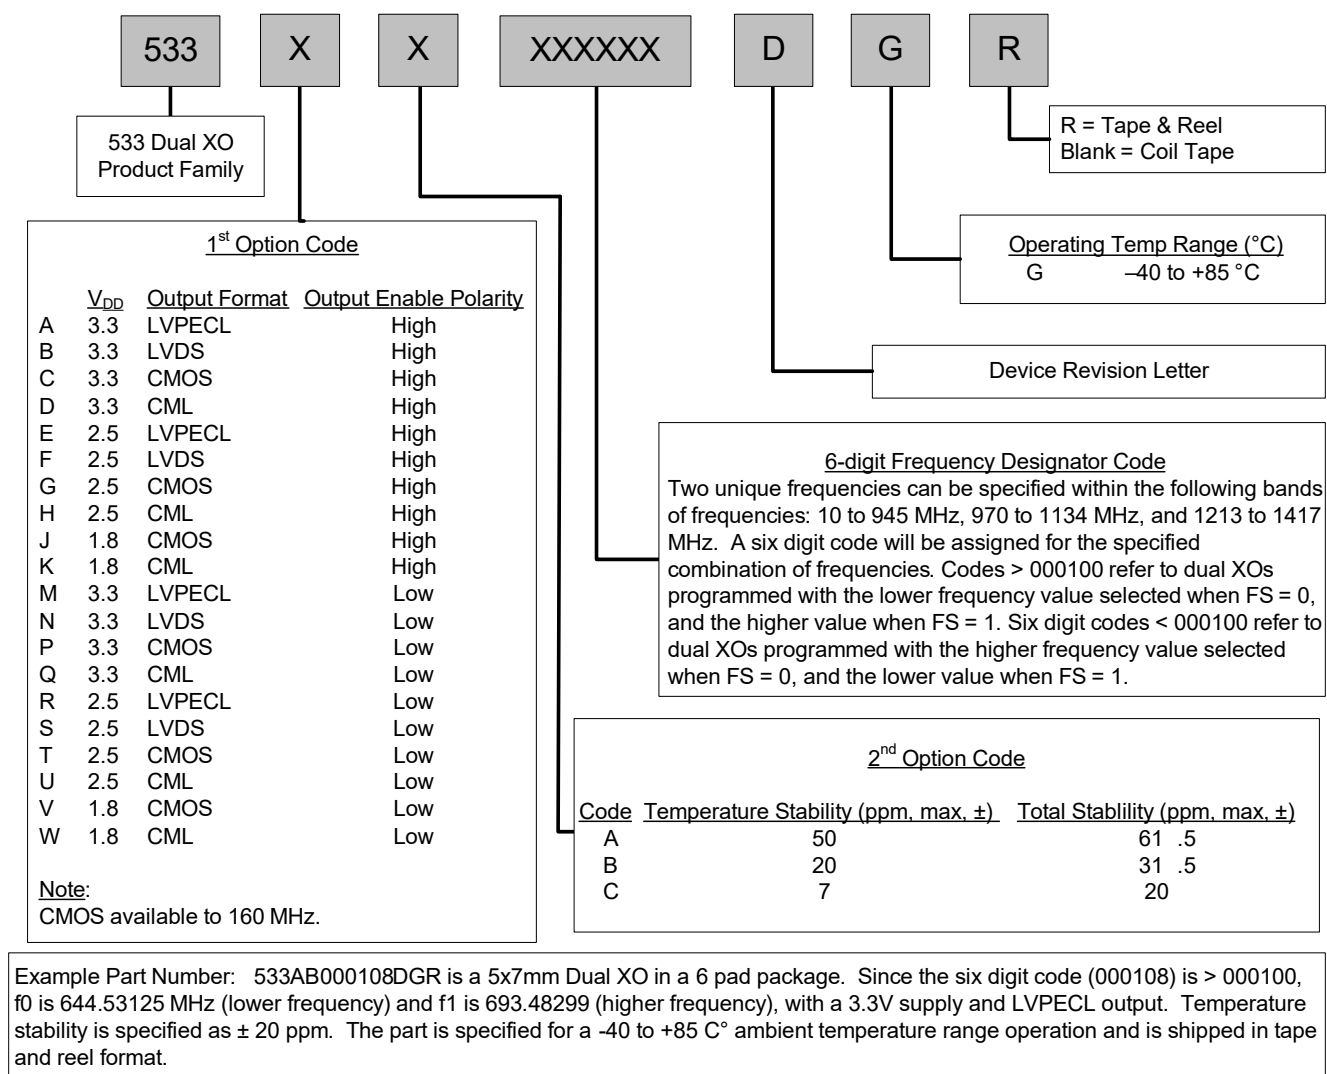 533 X X XXXXXX D G R
533 Dual XO
Product Family
R = Tape & Reel
Blank = Coil Tape
Operating Temp Range (°C)
G –40 to +85 °C
Device Revision Letter
1st Option Code
VDD Output Format Output Enable Polarity
A 3.3 LVPECL High
B 3.3 LVDS High
C 3.3 CMOS High
D 3.3 CML High
E 2.5 LVPECL High
F 2.5 LVDS High
G 2.5 CMOS High
H 2.5 CML High
J 1.8 CMOS High
K 1.8 CML High
M 3.3 LVPECL Low
N 3.3 LVDS Low
P 3.3 CMOS Low
Q 3.3 CML Low
R 2.5 LVPECL Low
S 2.5 LVDS Low
T 2.5 CMOS Low
U 2.5 CML Low
V 1.8 CMOS Low
W 1.8 CML Low
Note:
CMOS available to 160 MHz.
6-digit Frequency Designator Code
Two unique frequencies can be specified within the following bands
of frequencies: 10 to 945 MHz, 970 to 1134 MHz, and 1213 to 1417
MHz. A six digit code will be assigned for the specified
combination of frequencies. Codes > 000100 refer to dual XOs
programmed with the lower frequency value selected when FS = 0,
and the higher value when FS = 1. Six digit codes < 000100 refer to
dual XOs programmed with the higher frequency value selected
when FS = 0, and the lower value when FS = 1.
2nd Option Code
Code Temperature Stability (ppm, max, ±) Total Stablility (ppm, max, ±)
A 50 61 .5
B 20 31 .5
C 7 20
Example Part Number: 533AB000108DGR is a 5x7mm Dual XO in a 6 pad package. Since the six digit code (000108) is > 000100,
f0 is 644.53125 MHz (lower frequency) and f1 is 693.48299 (higher frequency), with a 3.3V supply and LVPECL output. Temperature
stability is specified as ± 20 ppm. The part is specified for a -40 to +85 C° ambient temperature range operation and is shipped in tape
and reel format.